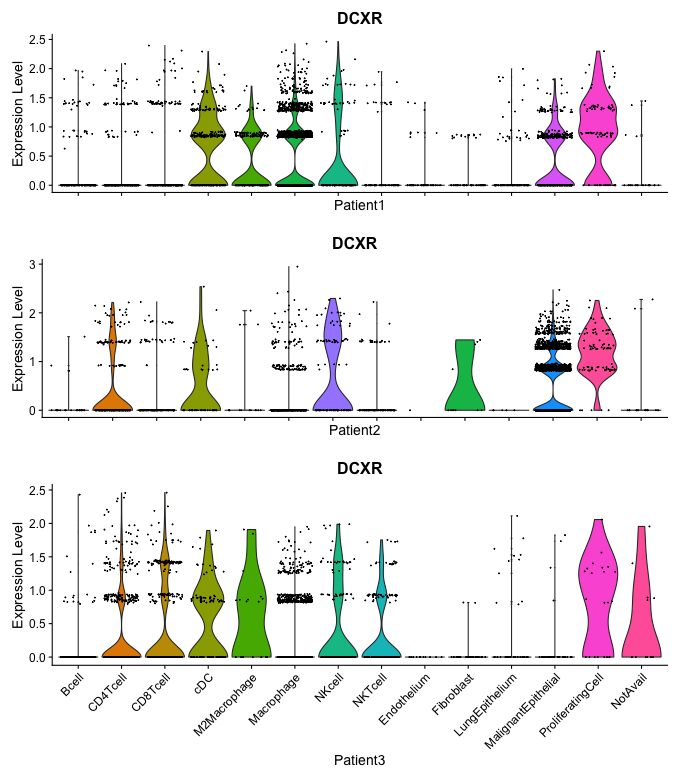 DCXR
Expression Level
2.5
2.0
1.5
1.0
0.5
0.0
Patient1
DCXR
Expression Level
3
2
1
0
Patient2
DCXR
Expression Level
2.5
2.0
1.5
1.0
0.5
0.0
Bcell
CD4Tcell
CD8Tcell
cDC
M2Macrophage
Macrophage
NKcell
NKTcell
Endothelium
Fibroblast
LungEpithelium
MalignantEpithelial
ProliferatingCell
NotAvail
Patient3